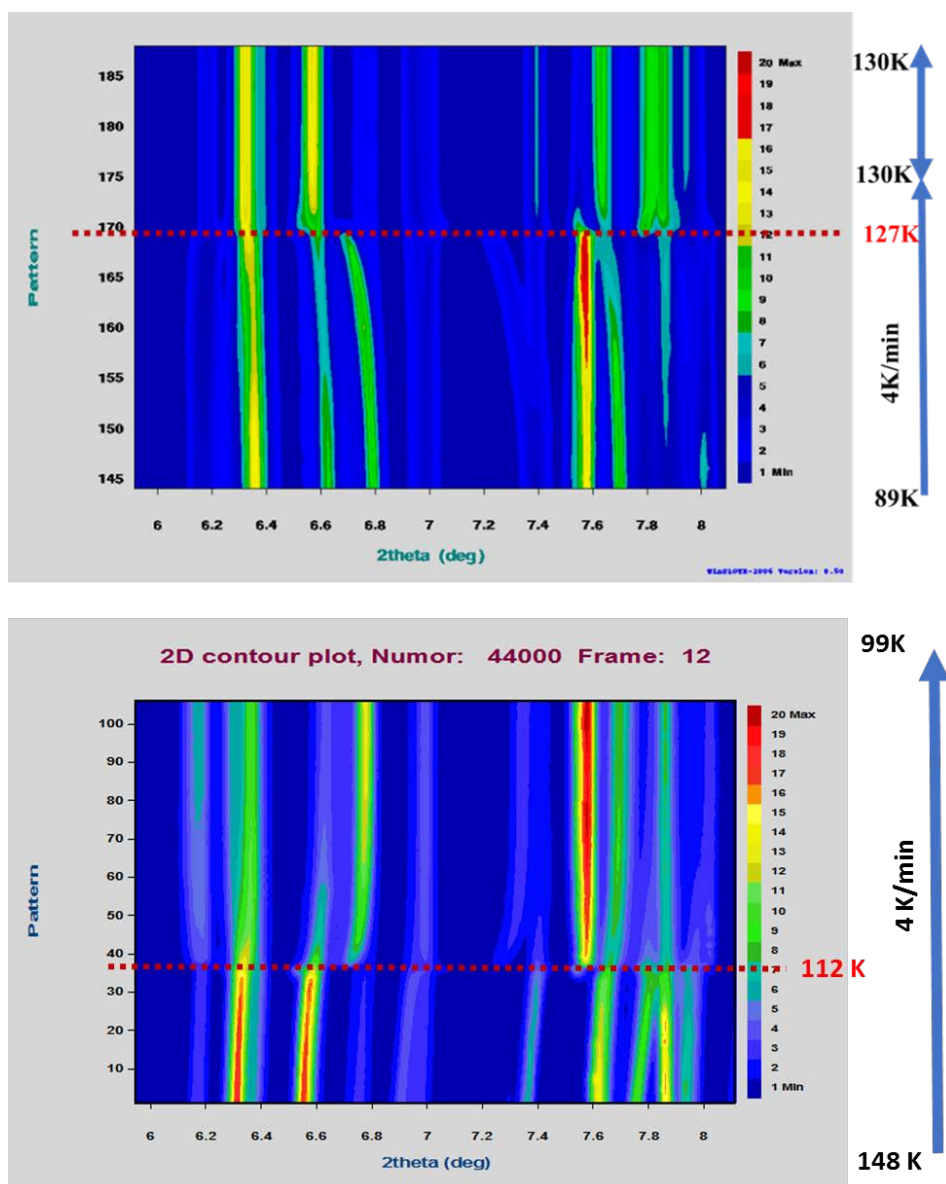 185
180
175
170
165
160
155
150
145
Pattern
6 6.2 6.4 6.6 6.8 7 7.2 7.4 7.6 7.8 8
2theta (deg)
20 Max
19
18
17
16
15
14
13
12
11
10
9
8
7
6
5
4
3
2
1 Min
WinPLOTR-2006 Version: 0.50
130K
130K
127K
4K/min
89K
2D contour plot, Numor: 44000 Frame: 12
100
90
80
70
60
50
40
30
20
10
Pattern
6 6.2 6.4 6.6 6.8 7 7.2 7.4 7.6 7.8 8
2theta (deg)
20 Max
19
18
17
16
15
14
13
12
11
10
9
8
7
6
5
4
3
2
1 Min
99K
4 K/min
112 K
148 K